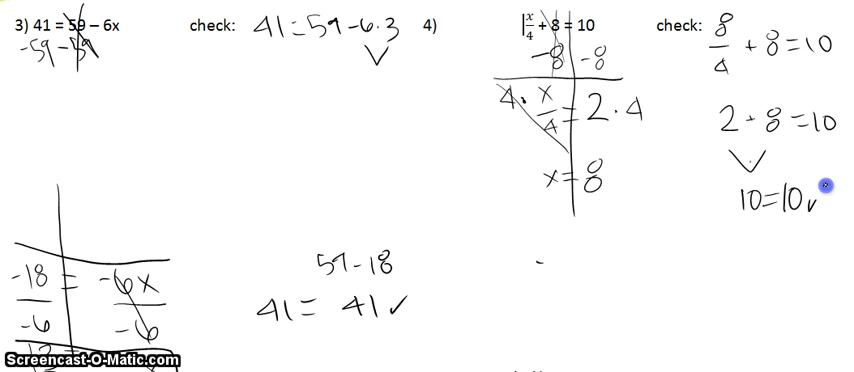 3) 41 = 59 – 6x
-59 -59
-18 = -6x
-6 -6
check: 41 = 59 - 6·3
59 - 18
41 = 41 ✓
4) x/4 + 8 = 10
-8 -8
4· x/4 = 2·4
x = 8
check: 8/4 + 8 = 10
2 + 8 = 10
10 = 10 ✓
Screencast-O-Matic.com